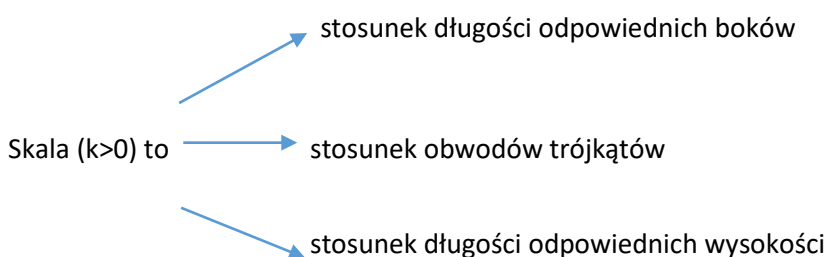 stosunek długości odpowiednich boków
Skala (k>0) to
stosunek obwodów trójkątów
stosunek długości odpowiednich wysokości